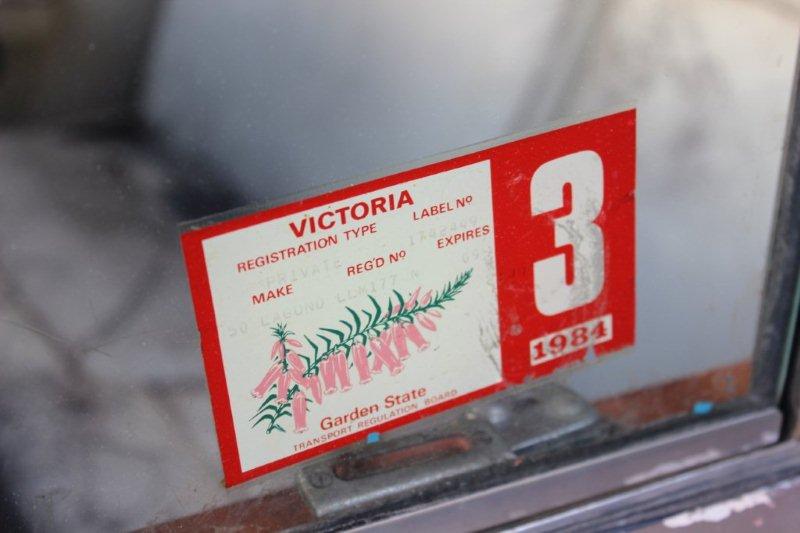 VICTORIA
REGISTRATION TYPE LABEL Nº
PRIVATE
MAKE REG'D Nº EXPIRES
Garden State
TRANSPORT REGULATION BOARD
3
1984